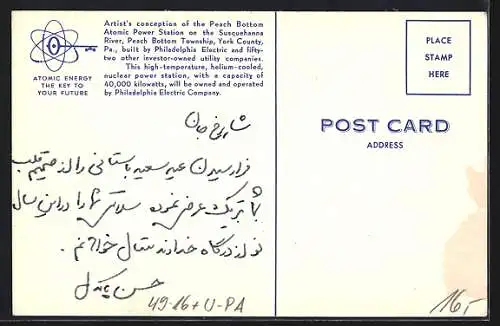 Artist's conception of the Peach Bottom
Atomic Power Station on the Susquehanna
River, Peach Bottom Township, York County,
Pa., built by Philadelphia Electric and fifty-
two other investor-owned utility companies.
This high-temperature, helium-cooled,
nuclear power station, with a capacity of
40,000 kilowatts, will be owned and operated
by Philadelphia Electric Company.
ATOMIC ENERGY
THE KEY TO
YOUR FUTURE
شاهرخ جان
فرا رسیدن عید سعید باستانی را از صمیم قلب
بشما تبریک عرض نموده سلامتی شما را در این سال
نو از درگاه خداوند متعال خواهانم.
حسن
49-16+ U-PA
PLACE
STAMP
HERE
POST CARD
ADDRESS
16,-